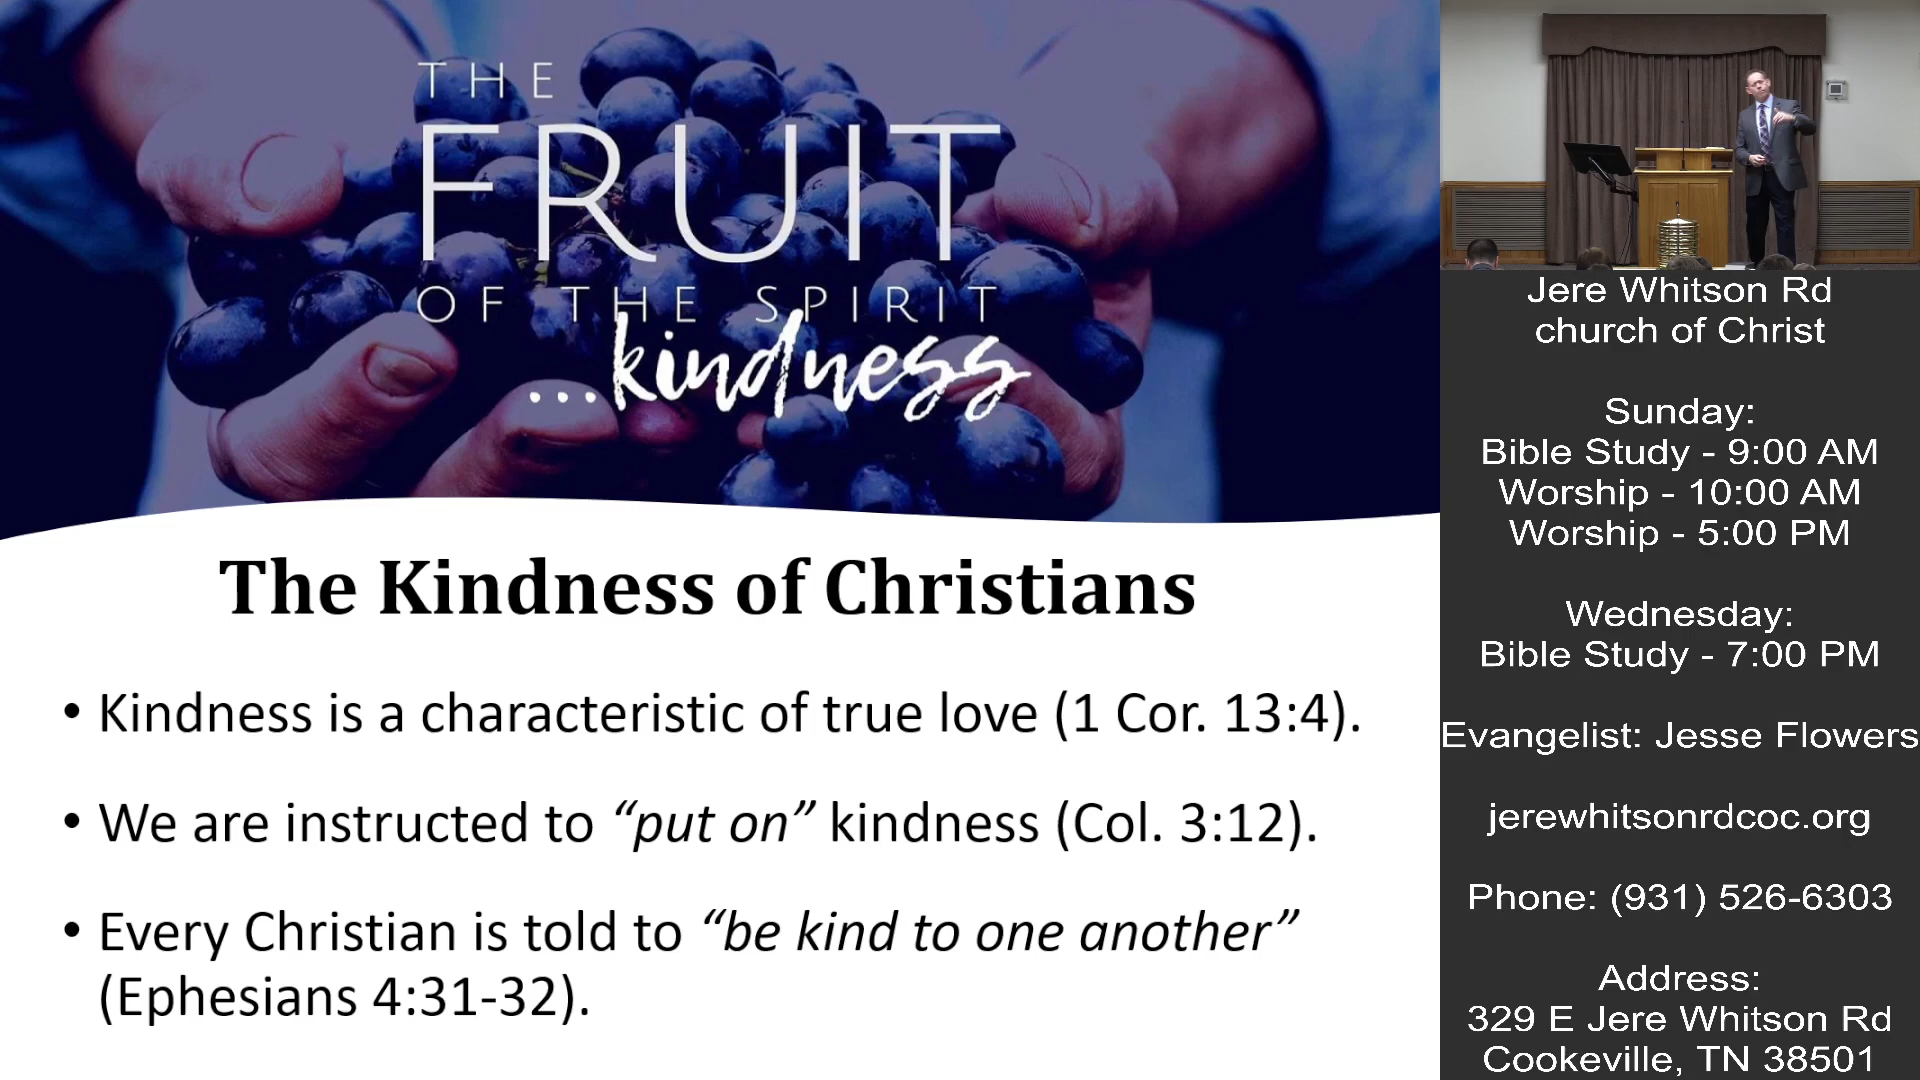 THE
FRUIT
OF THE SPIRIT
...kindness
The Kindness of Christians
• Kindness is a characteristic of true love (1 Cor. 13:4).
• We are instructed to “put on” kindness (Col. 3:12).
• Every Christian is told to “be kind to one another”
(Ephesians 4:31-32).
Jere Whitson Rd
church of Christ
Sunday:
Bible Study - 9:00 AM
Worship - 10:00 AM
Worship - 5:00 PM
Wednesday:
Bible Study - 7:00 PM
Evangelist: Jesse Flowers
jerewhitsonrdcoc.org
Phone: (931) 526-6303
Address:
329 E Jere Whitson Rd
Cookeville, TN 38501